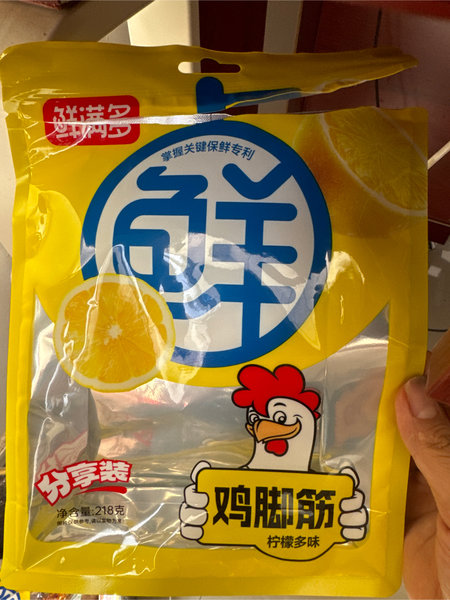 鲜满多
掌握关键保鲜专利
鲜
分享装
净含量:218克
鸡脚筋
柠檬多味